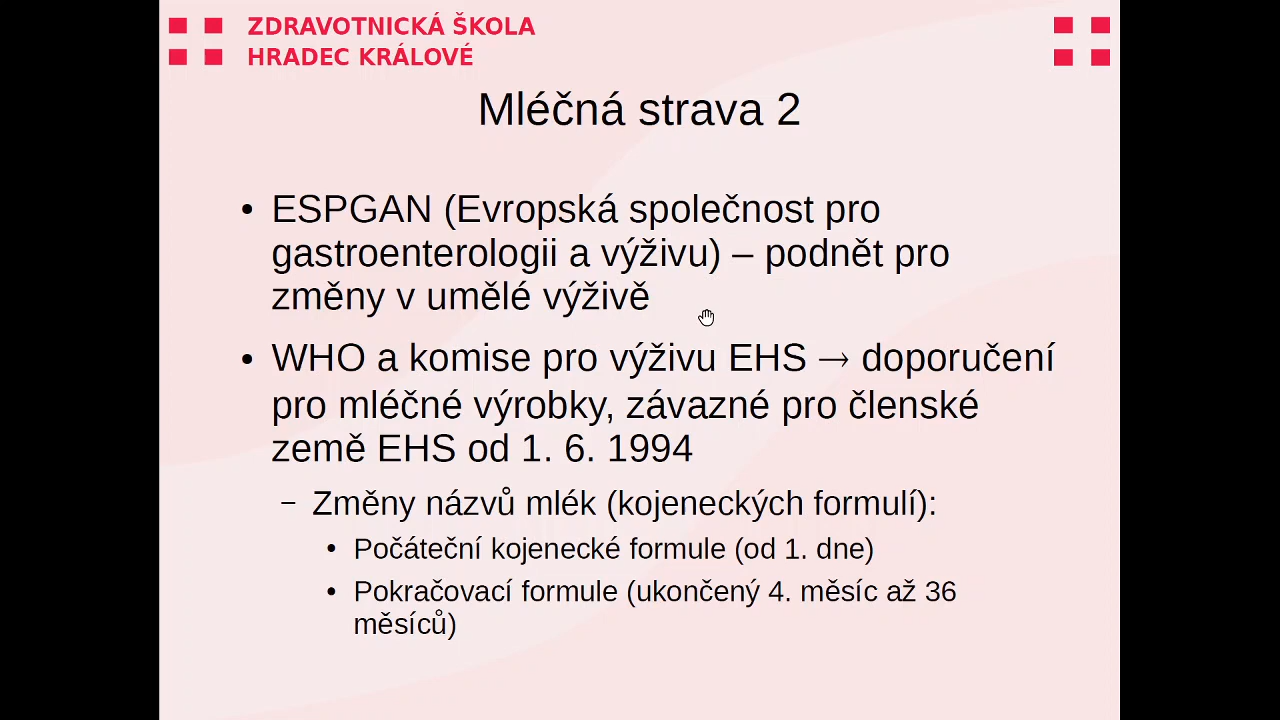 ZDRAVOTNICKÁ ŠKOLA
HRADEC KRÁLOVÉ
Mléčná strava 2
• ESPGAN (Evropská společnost pro
gastroenterologii a výživu) – podnět pro
změny v umělé výživě
• WHO a komise pro výživu EHS → doporučení
pro mléčné výrobky, závazné pro členské
země EHS od 1. 6. 1994
– Změny názvů mlék (kojeneckých formulí):
• Počáteční kojenecké formule (od 1. dne)
• Pokračovací formule (ukončený 4. měsíc až 36
měsíců)